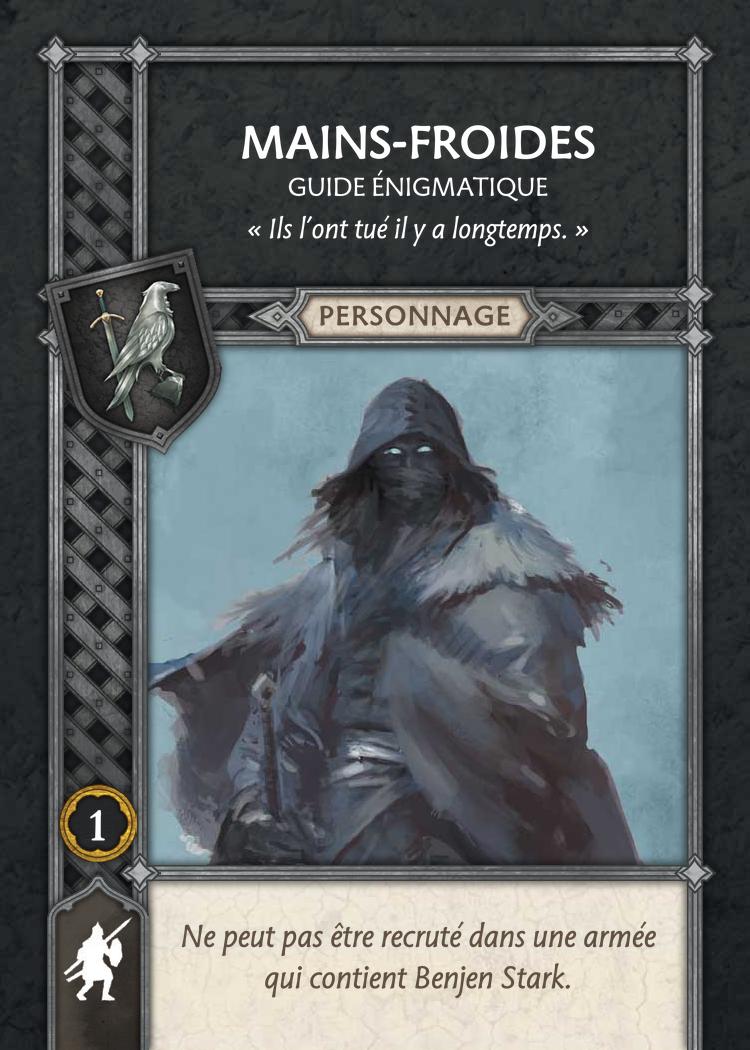 MAINS-FROIDES
GUIDE ÉNIGMATIQUE
« Ils l'ont tué il y a longtemps. »
PERSONNAGE
1
Ne peut pas être recruté dans une armée
qui contient Benjen Stark.